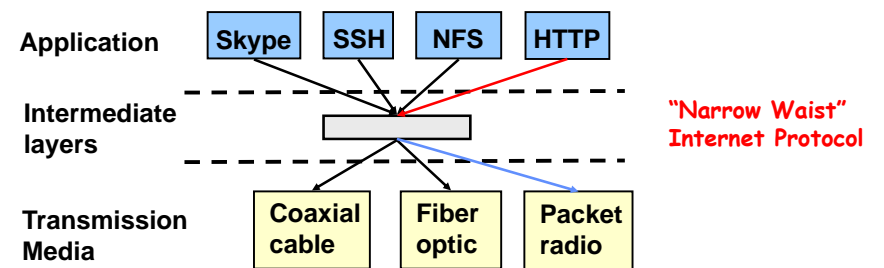 Application
Skype
SSH
NFS
HTTP
Intermediate
layers
“Narrow Waist”
Internet Protocol
Transmission
Media
Coaxial
cable
Fiber
optic
Packet
radio